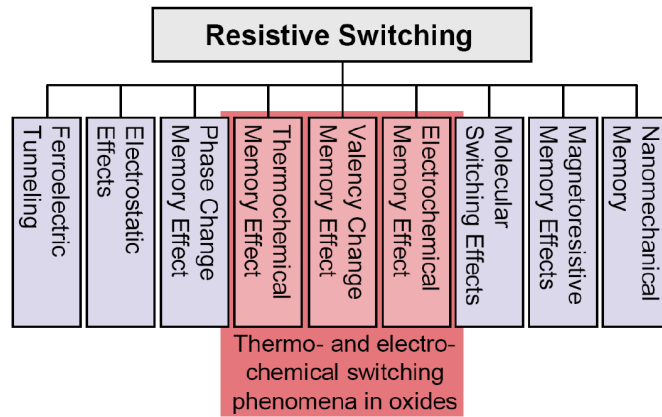 Resistive Switching
Ferroelectric
Tunneling
Electrostatic
Effects
Phase Change
Memory Effect
Thermochemical
Memory Effect
Valency Change
Memory Effect
Electrochemical
Memory Effect
Molecular
Switching Effects
Magnetoresistive
Memory Effects
Nanomechanical
Memory
Thermo- and electro-
chemical switching
phenomena in oxides